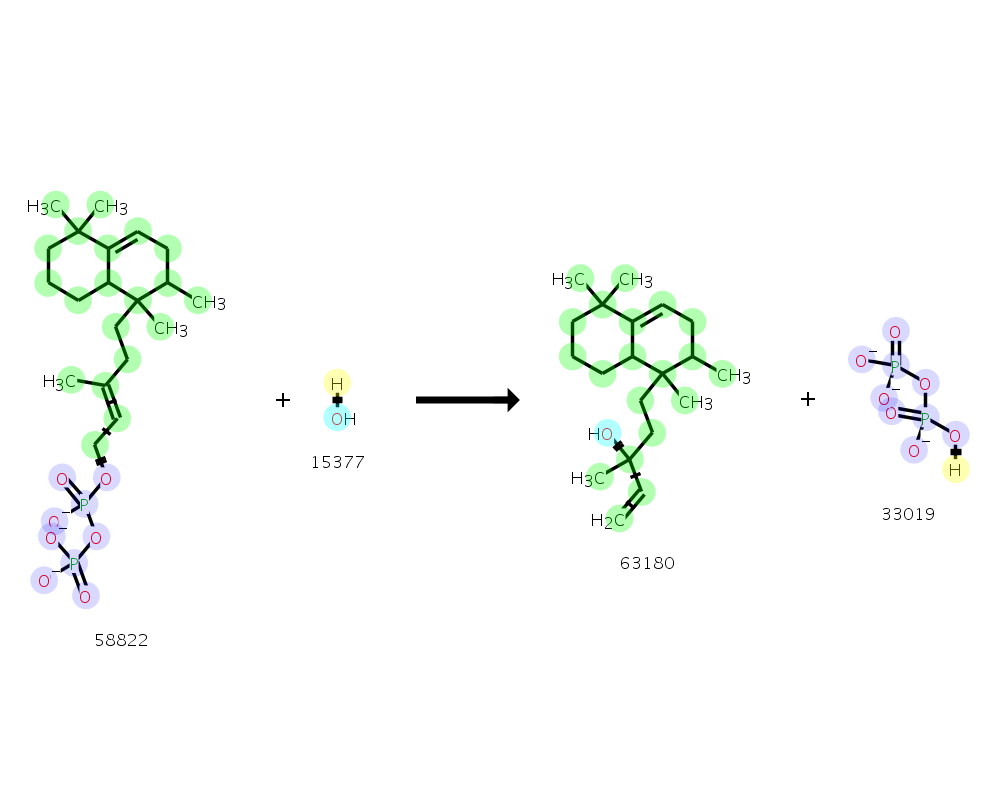 H3C CH3
CH3
CH3
H3C
O
O P
O–
O– O
P
O– O
58822
+
H
OH
15377
H3C CH3
CH3
CH3
HO
H3C
H2C
63180
+
O
O– P
O
O–
O P
O– O
H
33019